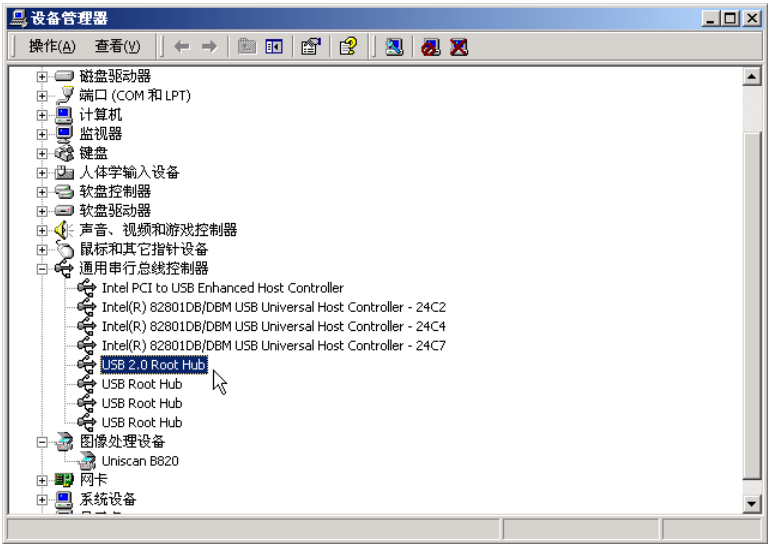 设备管理器
操作(A) 查看(V)
磁盘驱动器
端口 (COM 和 LPT)
计算机
监视器
键盘
人体学输入设备
软盘控制器
软盘驱动器
声音、视频和游戏控制器
鼠标和其它指针设备
通用串行总线控制器
Intel PCI to USB Enhanced Host Controller
Intel(R) 82801DB/DBM USB Universal Host Controller - 24C2
Intel(R) 82801DB/DBM USB Universal Host Controller - 24C4
Intel(R) 82801DB/DBM USB Universal Host Controller - 24C7
USB 2.0 Root Hub
USB Root Hub
USB Root Hub
USB Root Hub
图像处理设备
Uniscan B820
网卡
系统设备